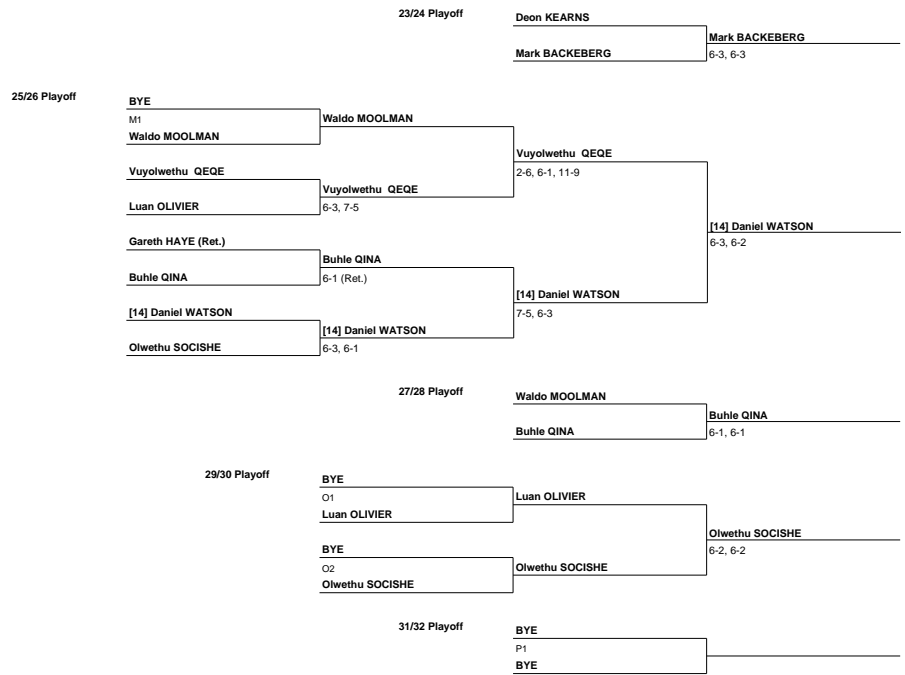 23/24 Playoff
Deon KEARNS
Mark BACKEBERG
Mark BACKEBERG
6-3, 6-3
25/26 Playoff
BYE
M1
Waldo MOOLMAN
Waldo MOOLMAN
Vuyolwethu QEQE
2-6, 6-1, 11-9
Vuyolwethu QEQE
Vuyolwethu QEQE
6-3, 7-5
Luan OLIVIER
[14] Daniel WATSON
6-3, 6-2
Gareth HAYE (Ret.)
Buhle QINA
6-1 (Ret.)
Buhle QINA
[14] Daniel WATSON
7-5, 6-3
[14] Daniel WATSON
[14] Daniel WATSON
6-3, 6-1
Olwethu SOCISHE
27/28 Playoff
Waldo MOOLMAN
Buhle QINA
6-1, 6-1
Buhle QINA
29/30 Playoff
BYE
O1
Luan OLIVIER
Luan OLIVIER
Olwethu SOCISHE
6-2, 6-2
BYE
O2
Olwethu SOCISHE
Olwethu SOCISHE
31/32 Playoff
BYE
P1
BYE